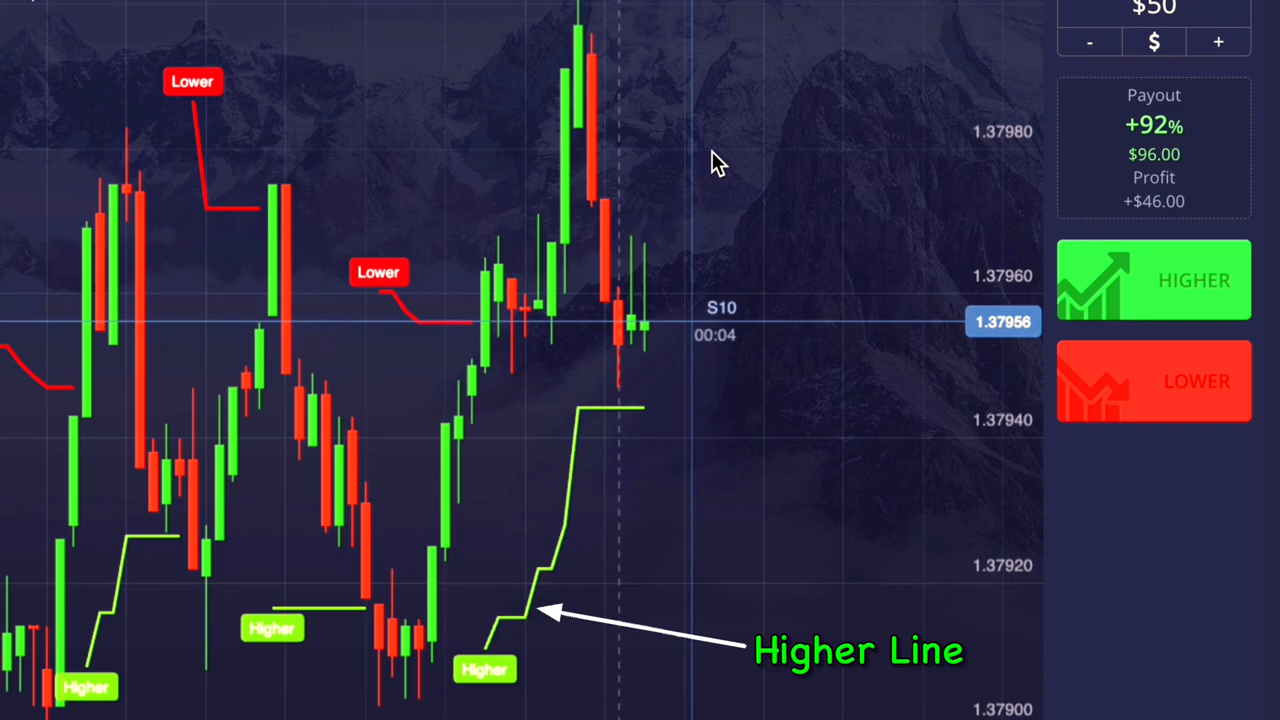 $50
- $ +
Payout
+92%
$96.00
Profit
+$46.00
HIGHER
LOWER
Lower
Lower
1.37980
1.37960
S10
1.37956
00:04
1.37940
1.37920
1.37900
Higher
Higher
Higher
Higher Line